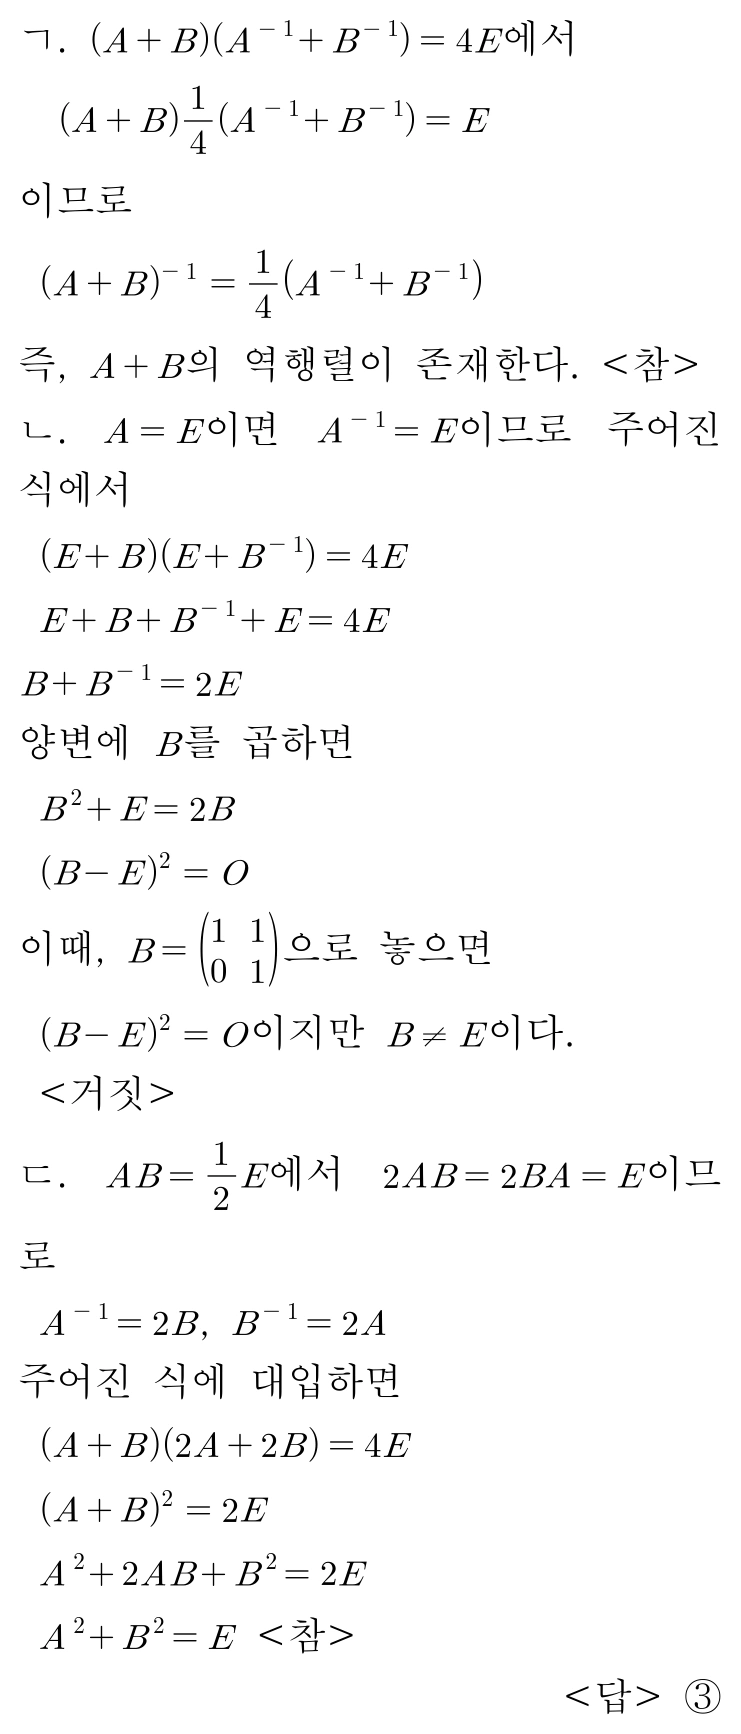 ㄱ. (A+B)(A⁻¹+B⁻¹)=4E에서
(A+B)1/4(A⁻¹+B⁻¹)=E
이므로
(A+B)⁻¹=1/4(A⁻¹+B⁻¹)
즉, A+B의 역행렬이 존재한다. <참>
ㄴ. A=E이면 A⁻¹=E이므로 주어진
식에서
(E+B)(E+B⁻¹)=4E
E+B+B⁻¹+E=4E
B+B⁻¹=2E
양변에 B를 곱하면
B²+E=2B
(B-E)²=O
이때, B=(1 1; 0 1)으로 놓으면
(B-E)²=O이지만 B≠E이다.
<거짓>
ㄷ. AB=1/2E에서 2AB=2BA=E이므
로
A⁻¹=2B, B⁻¹=2A
주어진 식에 대입하면
(A+B)(2A+2B)=4E
(A+B)²=2E
A²+2AB+B²=2E
A²+B²=E <참>
<답> ③